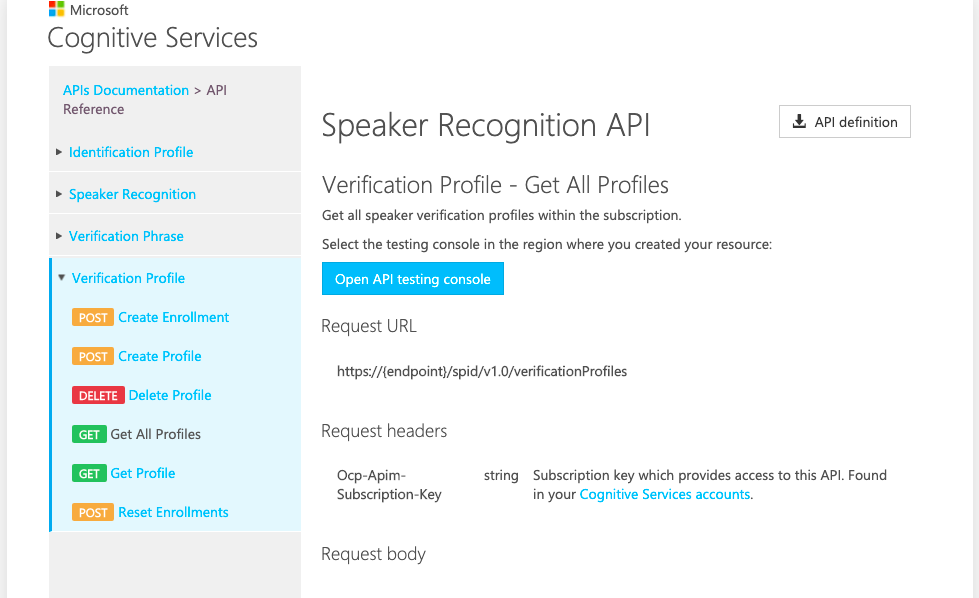 Microsoft
Cognitive Services
APIs Documentation > API
Reference
Identification Profile
Speaker Recognition
Verification Phrase
Verification Profile
POST Create Enrollment
POST Create Profile
DELETE Delete Profile
GET Get All Profiles
GET Get Profile
POST Reset Enrollments
Speaker Recognition API
API definition
Verification Profile - Get All Profiles
Get all speaker verification profiles within the subscription.
Select the testing console in the region where you created your resource:
Open API testing console
Request URL
https://{endpoint}/spid/v1.0/verificationProfiles
Request headers
Ocp-Apim-
Subscription-Key
string
Subscription key which provides access to this API. Found
in your Cognitive Services accounts.
Request body